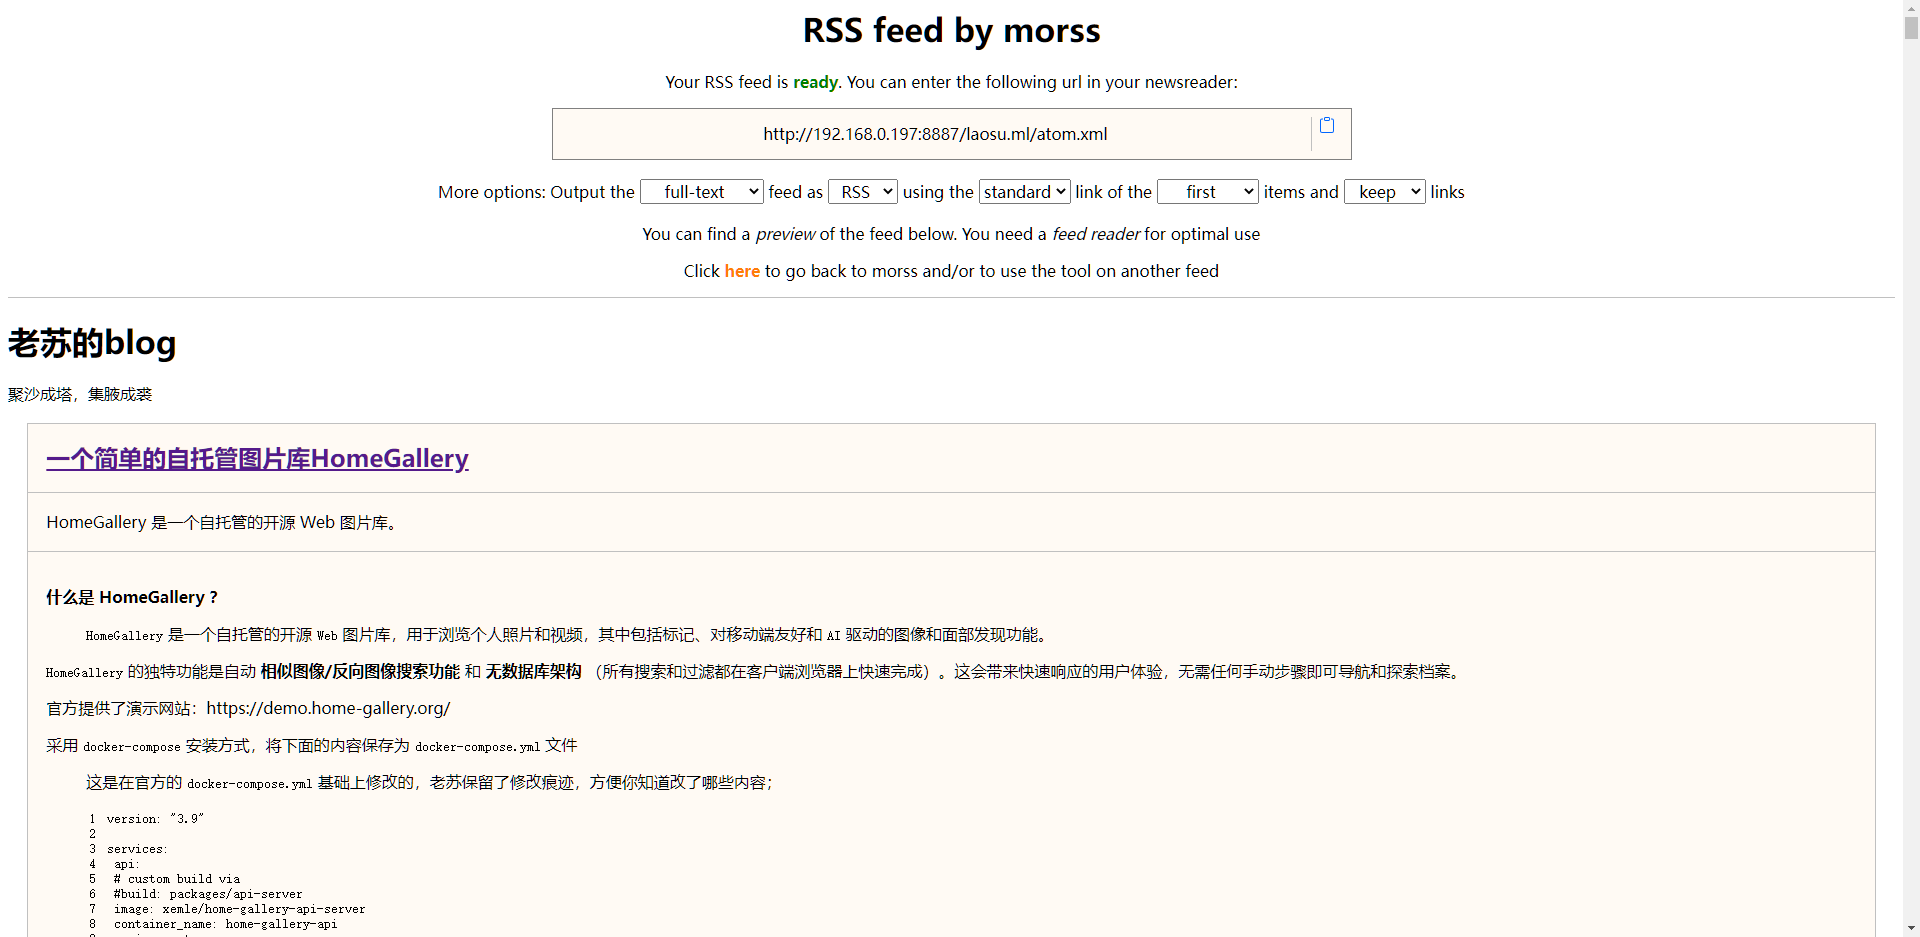 RSS feed by morss
Your RSS feed is ready. You can enter the following url in your newsreader:
http://192.168.0.197:8887/laosu.ml/atom.xml
More options: Output the full-text feed as RSS using the standard link of the first items and keep links
You can find a preview of the feed below. You need a feed reader for optimal use
Click here to go back to morss and/or to use the tool on another feed
老苏的blog
聚沙成塔，集腋成裘
一个简单的自托管图片库HomeGallery
HomeGallery 是一个自托管的开源 Web 图片库。
什么是 HomeGallery ?
HomeGallery 是一个自托管的开源 Web 图片库，用于浏览个人照片和视频，其中包括标记、对移动端友好和 AI 驱动的图像和面部发现功能。
HomeGallery 的独特功能是自动 相似图像/反向图像搜索功能 和 无数据库架构 （所有搜索和过滤都在客户端浏览器上快速完成）。这会带来快速响应的用户体验，无需任何手动步骤即可导航和探索档案。
官方提供了演示网站：https://demo.home-gallery.org/
采用 docker-compose 安装方式，将下面的内容保存为 docker-compose.yml 文件
这是在官方的 docker-compose.yml 基础上修改的，老苏保留了修改痕迹，方便你知道改了哪些内容；
1 version: "3.9"
2
3 services:
4 api:
5 # custom build via
6 #build: packages/api-server
7 image: xemle/home-gallery-api-server
8 container_name: home-gallery-api